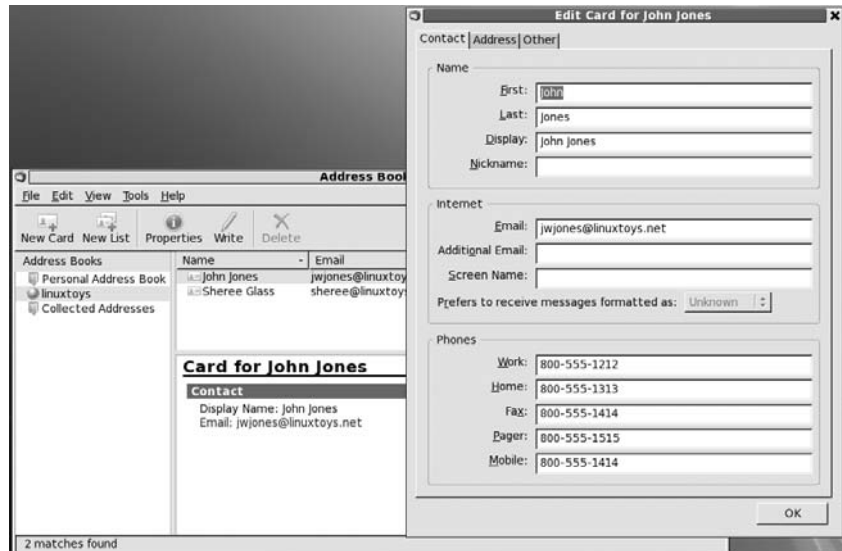 Edit Card for John Jones
Contact Address Other
Name
First: John
Last: Jones
Display: John Jones
Nickname:
Internet
Email: jwjones@linuxtoys.net
Additional Email:
Screen Name:
Prefers to receive messages formatted as: Unknown
Phones
Work: 800-555-1212
Home: 800-555-1313
Fax: 800-555-1414
Pager: 800-555-1515
Mobile: 800-555-1414
OK
Address Boo
File Edit View Tools Help
New Card New List Properties Write Delete
Address Books
Personal Address Book
linuxtoys
Collected Addresses
Name Email
John Jones jwjones@linuxtoy
Sheree Glass sheree@linuxtoys
Card for John Jones
Contact
Display Name: John Jones
Email: jwjones@linuxtoys.net
2 matches found